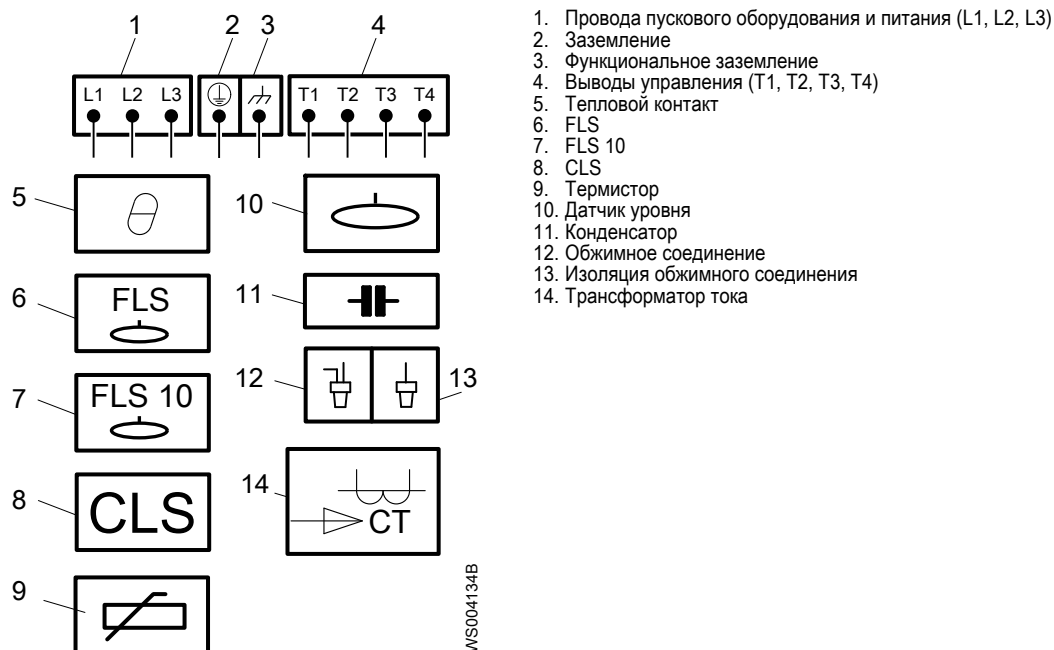 1 2 3 4
L1 L2 L3 T1 T2 T3 T4
5
10
6 FLS
11
7 FLS 10
12 13
8 CLS
14 CT
9
WS004134B
1. Провода пускового оборудования и питания (L1, L2, L3)
2. Заземление
3. Функциональное заземление
4. Выводы управления (T1, T2, T3, T4)
5. Тепловой контакт
6. FLS
7. FLS 10
8. CLS
9. Термистор
10. Датчик уровня
11. Конденсатор
12. Обжимное соединение
13. Изоляция обжимного соединения
14. Трансформатор тока